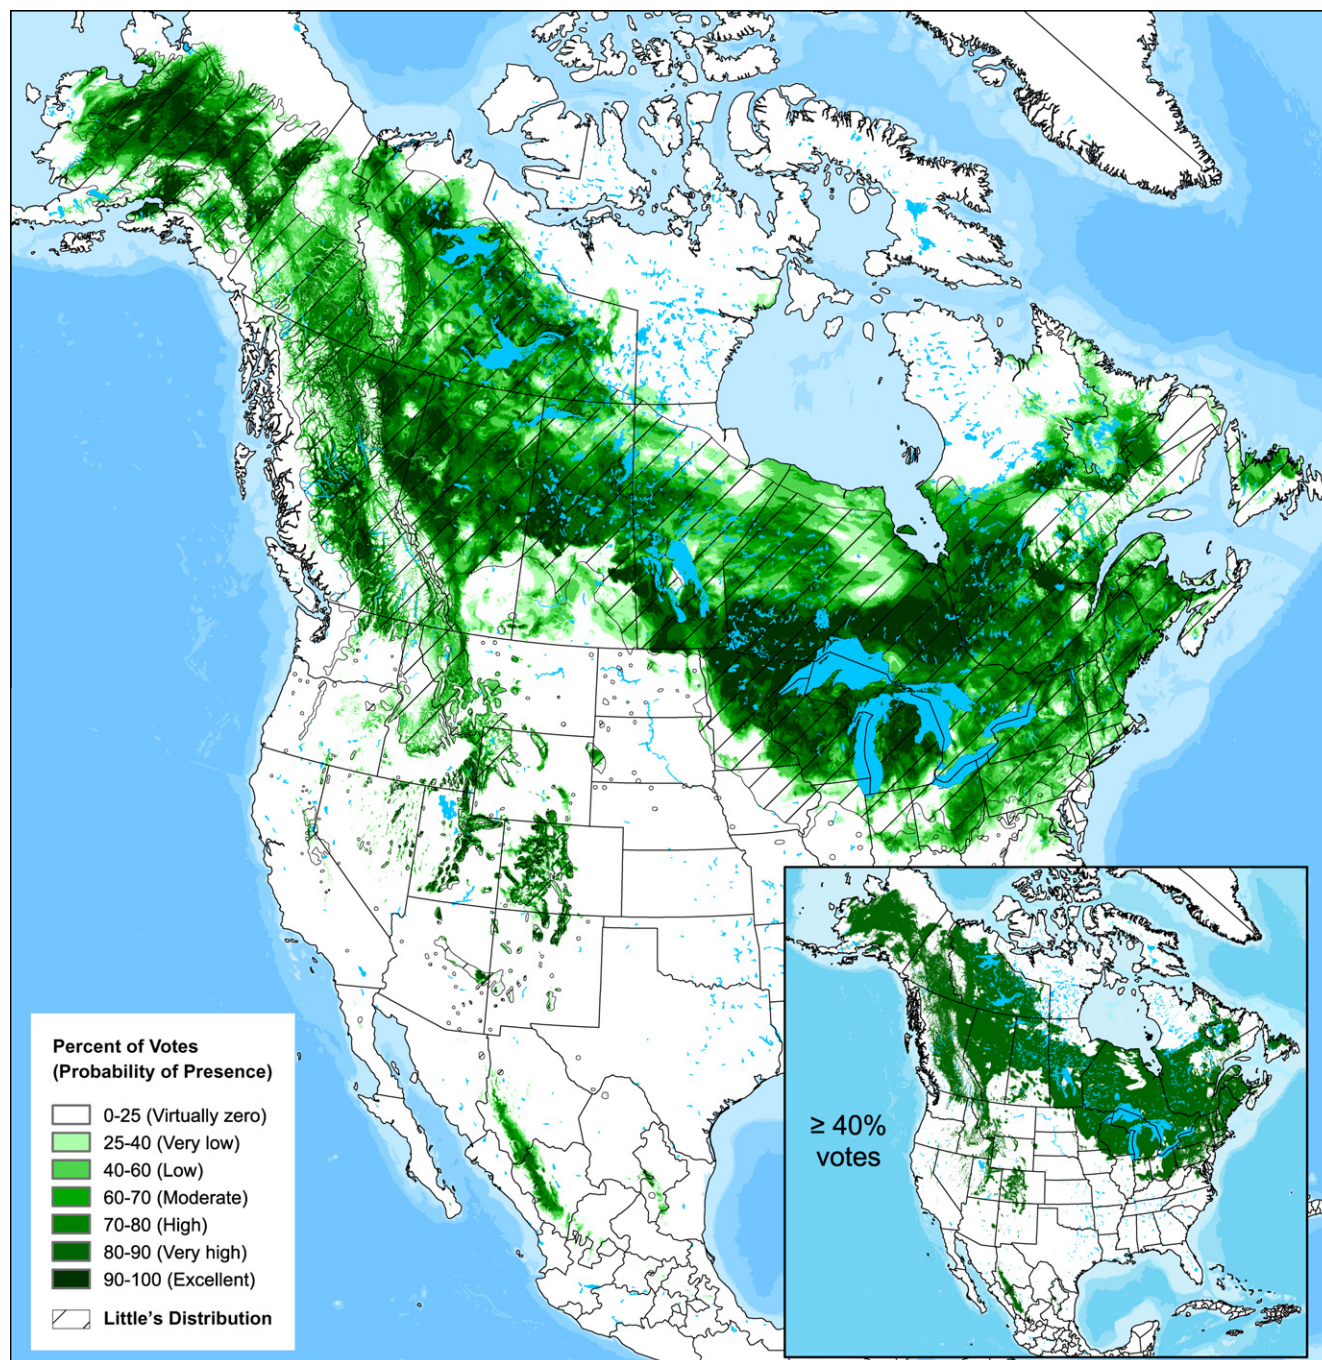 Percent of Votes
(Probability of Presence)
0-25 (Virtually zero)
25-40 (Very low)
40-60 (Low)
60-70 (Moderate)
70-80 (High)
80-90 (Very high)
90-100 (Excellent)
Little's Distribution
≥ 40%
votes